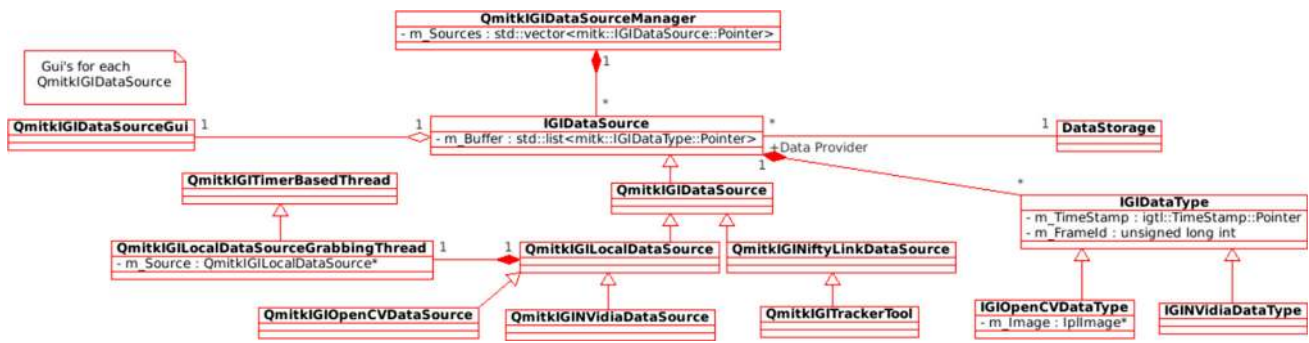 QmitkIGIDataSourceManager
- m_Sources : std::vector<mitk::IGIDataSource::Pointer>
1
Gui's for each
QmitkIGIDataSource
*
QmitkIGIDataSourceGui
1
1
IGIDataSource
- m_Buffer : std::list<mitk::IGIDataType::Pointer>
*
1
DataStorage
+Data Provider
1
*
QmitkIGITimerBasedThread
QmitkIGIDataSource
IGIDataType
- m_TimeStamp : igtl::TimeStamp::Pointer
- m_FrameId : unsigned long int
QmitkIGILocalDataSourceGrabbingThread
- m_Source : QmitkIGILocalDataSource*
1
1
QmitkIGILocalDataSource
QmitkIGINiftyLinkDataSource
QmitkIGIOpenCVDataSource
QmitkIGINVidiaDataSource
QmitkIGITrackerTool
IGIOpenCVDataType
- m_Image : IplImage*
IGINVidiaDataType